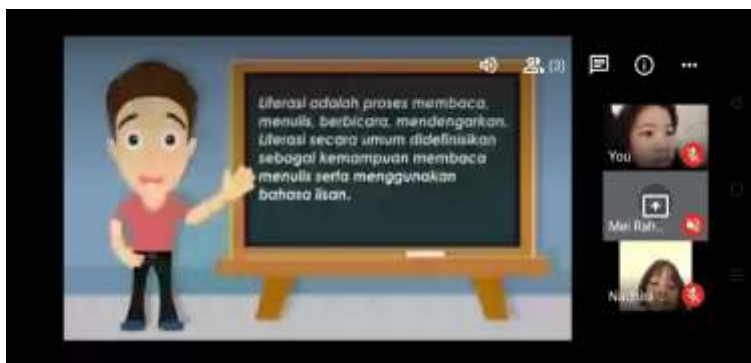 (3)
Literasi adalah proses membaca,
menulis, berbicara, mendengarkan.
Literasi secara umum didefinisikan
sebagai kemampuan membaca
menulis serta menggunakan
bahasa lisan.
You
Mei Rah...